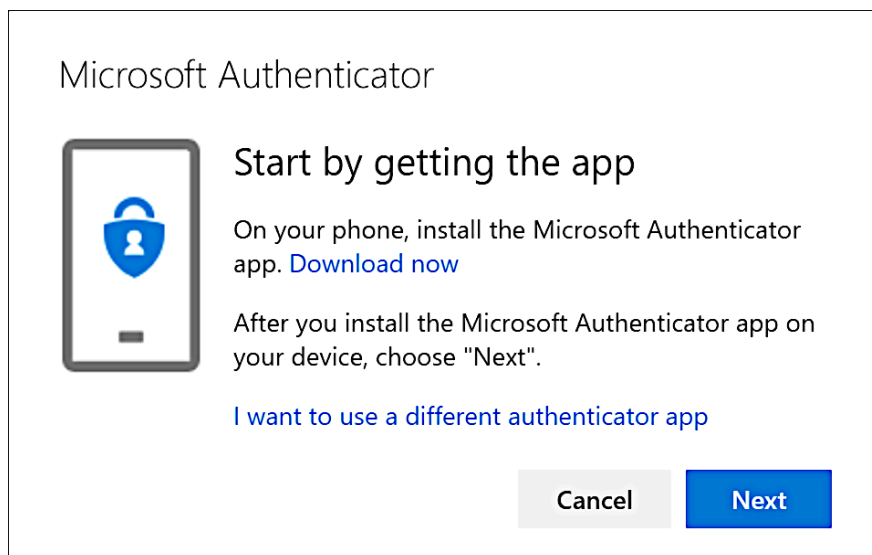 Microsoft Authenticator
Start by getting the app
On your phone, install the Microsoft Authenticator
app. Download now
After you install the Microsoft Authenticator app on
your device, choose "Next".
I want to use a different authenticator app
Cancel
Next